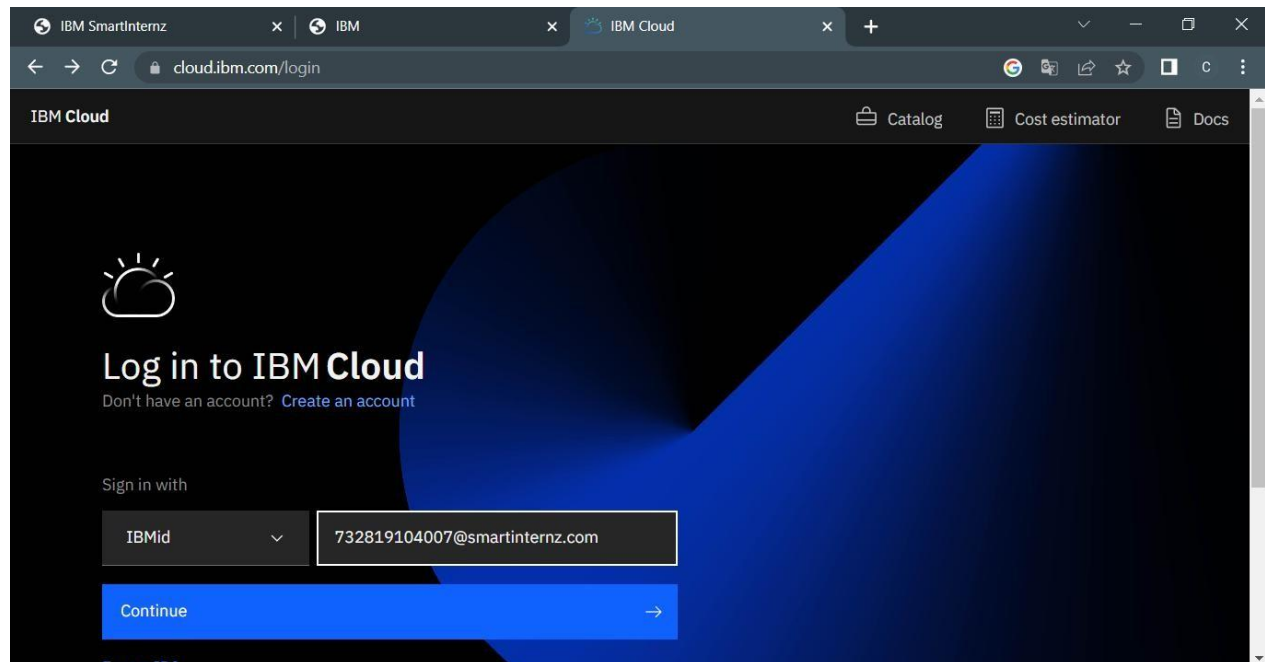 IBM SmartInternz
IBM
IBM Cloud
cloud.ibm.com/login
C
IBM Cloud
Catalog
Cost estimator
Docs
Log in to IBM Cloud
Don't have an account? Create an account
Sign in with
IBMid
732819104007@smartinternz.com
Continue